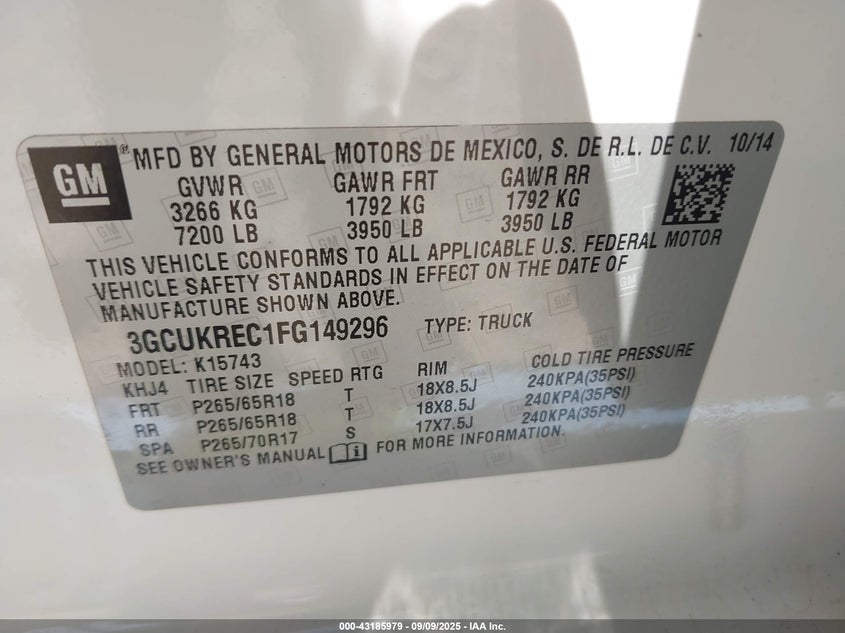 GM
® MFD BY GENERAL MOTORS DE MEXICO, S. DE R.L. DE C.V. 10/14
GVWR GAWR FRT GAWR RR
3266 KG 1792 KG 1792 KG
7200 LB 3950 LB 3950 LB
THIS VEHICLE CONFORMS TO ALL APPLICABLE U.S. FEDERAL MOTOR
VEHICLE SAFETY STANDARDS IN EFFECT ON THE DATE OF
MANUFACTURE SHOWN ABOVE.
3GCUKREC1FG149296 TYPE: TRUCK
MODEL: K15743
KHJ4 TIRE SIZE SPEED RTG RIM COLD TIRE PRESSURE
FRT P265/65R18 T 18X8.5J 240KPA(35PSI)
RR P265/65R18 T 18X8.5J 240KPA(35PSI)
SPA P265/70R17 S 17X7.5J 240KPA(35PSI)
SEE OWNER'S MANUAL FOR MORE INFORMATION.
000-43185979 - 09/09/2025 - IAA Inc.